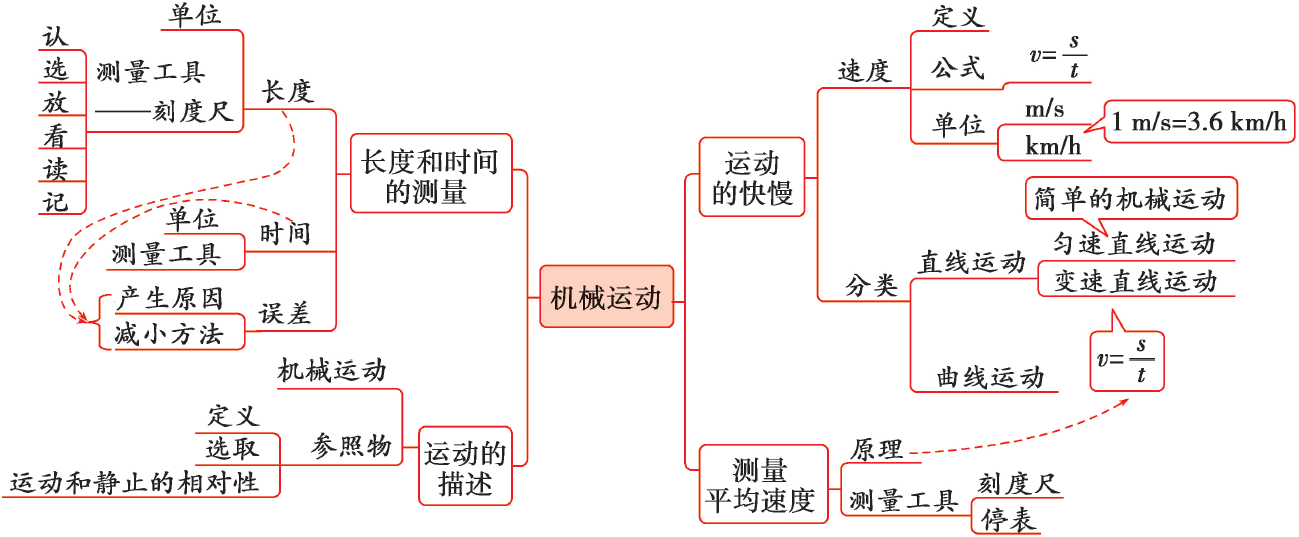 机械运动
长度和时间
的测量
长度
单位
测量工具
——刻度尺
认
选
放
看
读
记
时间
单位
测量工具
误差
产生原因
减小方法
运动的
描述
机械运动
参照物
定义
选取
运动和静止的相对性
运动
的快慢
速度
定义
公式
v=s/t
单位
m/s
km/h
1 m/s=3.6 km/h
分类
直线运动
简单的机械运动
匀速直线运动
变速直线运动
v=s/t
曲线运动
测量
平均速度
原理
测量工具
刻度尺
停表